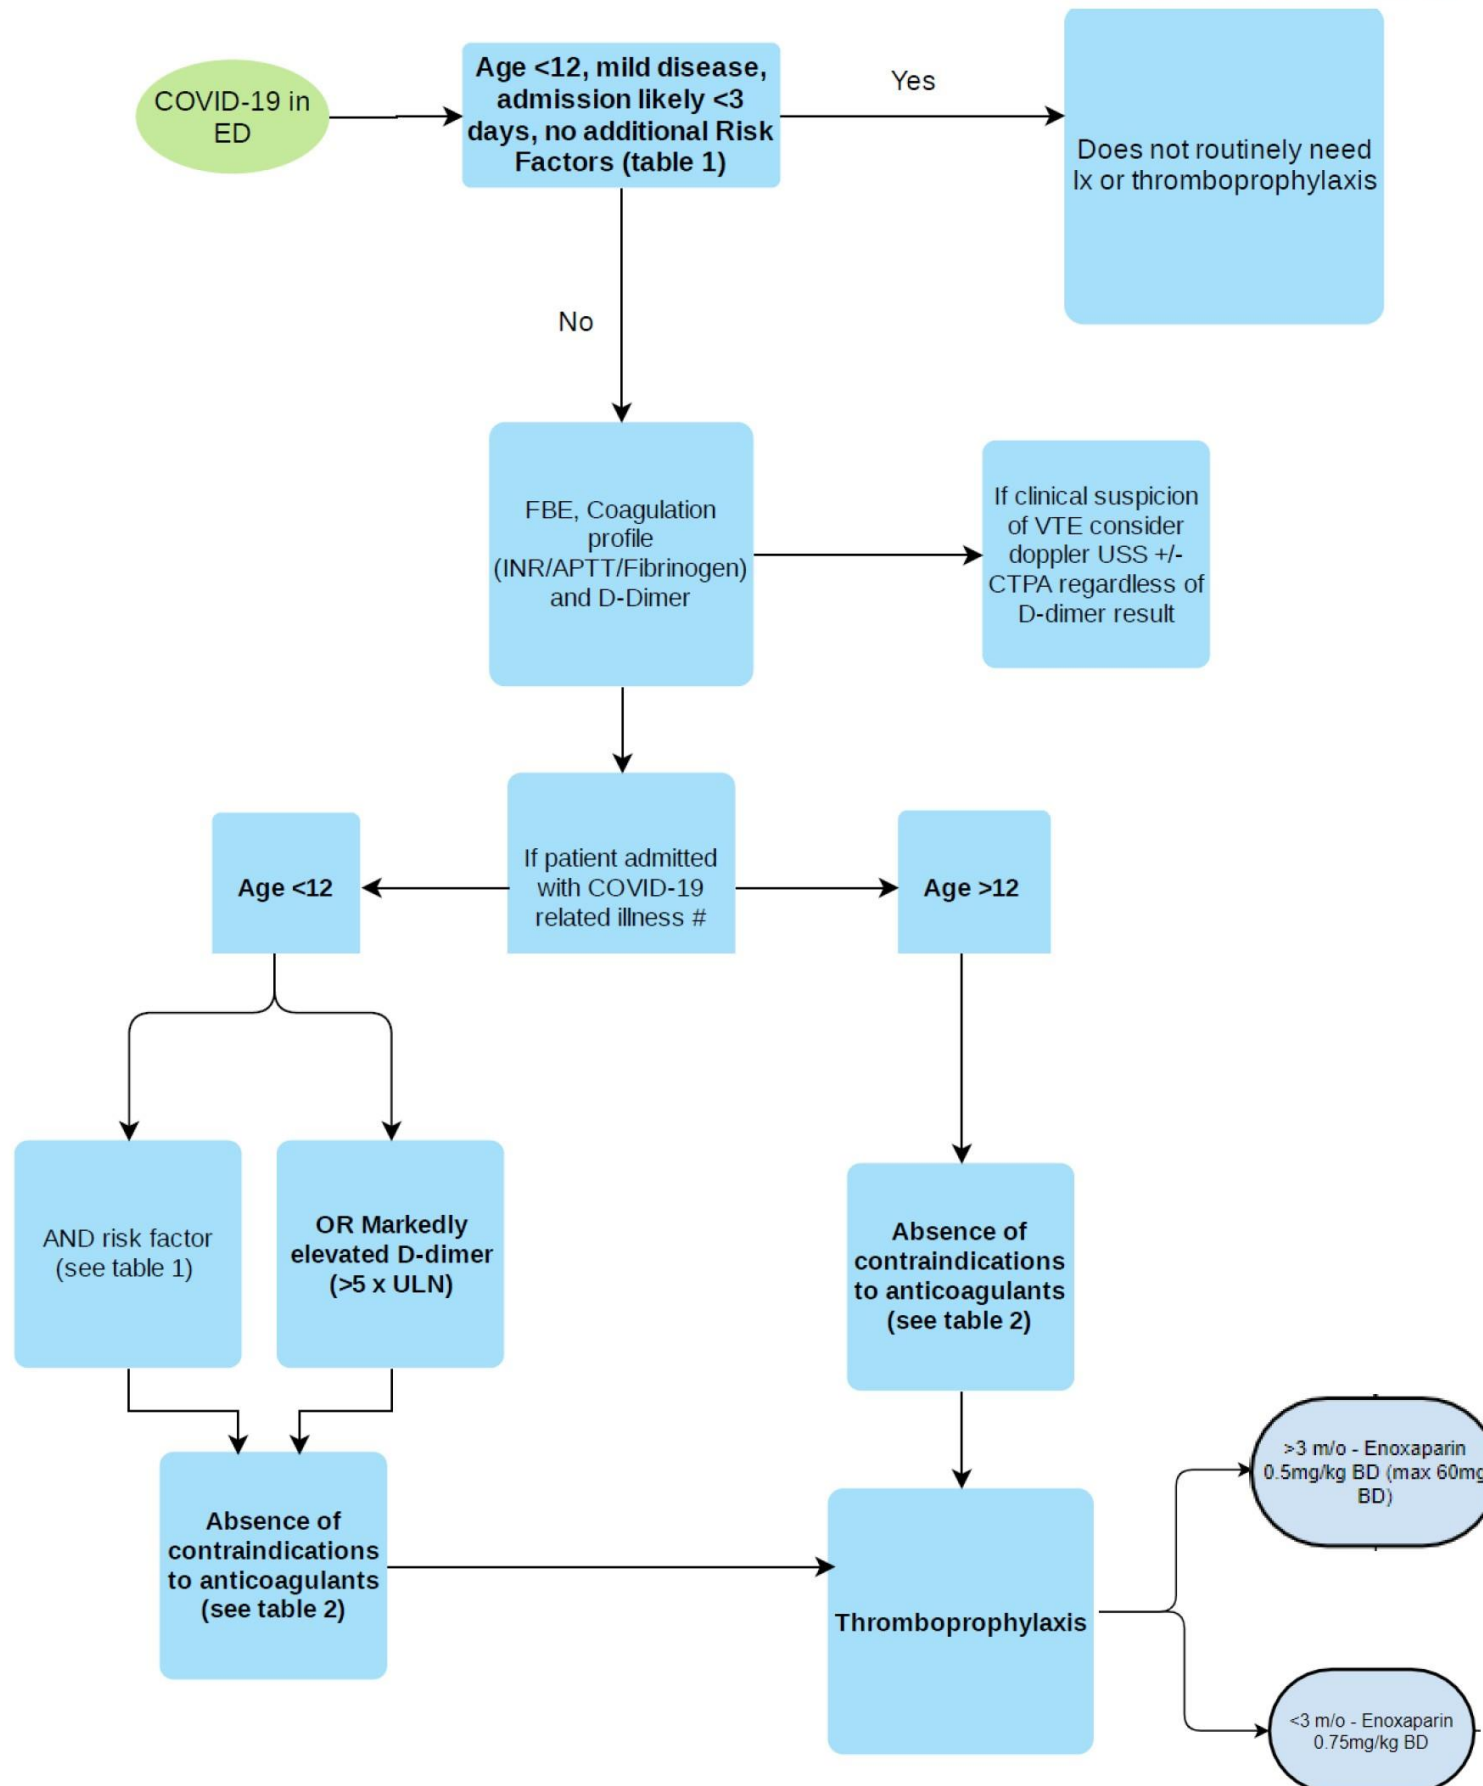 COVID-19 in
ED
Age <12, mild disease,
admission likely <3
days, no additional Risk
Factors (table 1)
Yes
Does not routinely need
Ix or thromboprophylaxis
No
FBE, Coagulation
profile
(INR/APTT/Fibrinogen)
and D-Dimer
If clinical suspicion
of VTE consider
doppler USS +/-
CTPA regardless of
D-dimer result
If patient admitted
with COVID-19
related illness #
Age <12
Age >12
AND risk factor
(see table 1)
OR Markedly
elevated D-dimer
(>5 x ULN)
Absence of
contraindications
to anticoagulants
(see table 2)
Absence of
contraindications
to anticoagulants
(see table 2)
Thromboprophylaxis
>3 m/o - Enoxaparin
0.5mg/kg BD (max 60mg
BD)
<3 m/o - Enoxaparin
0.75mg/kg BD